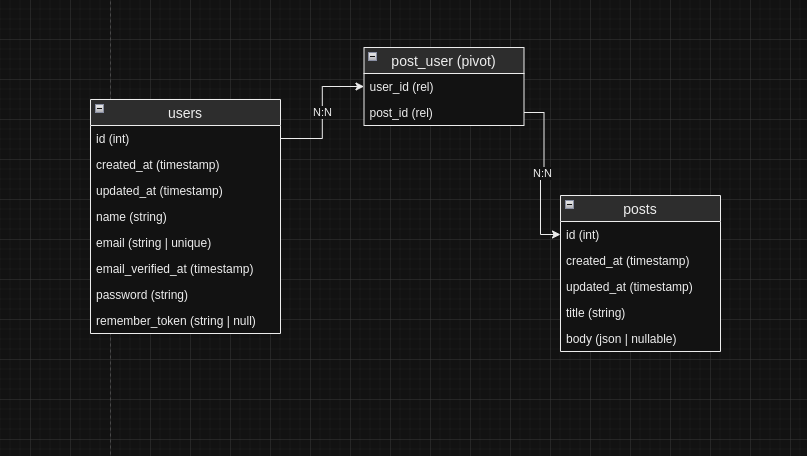 post_user (pivot)
user_id (rel)
post_id (rel)
N:N
users
id (int)
created_at (timestamp)
updated_at (timestamp)
name (string)
email (string | unique)
email_verified_at (timestamp)
password (string)
remember_token (string | null)
N:N
posts
id (int)
created_at (timestamp)
updated_at (timestamp)
title (string)
body (json | nullable)